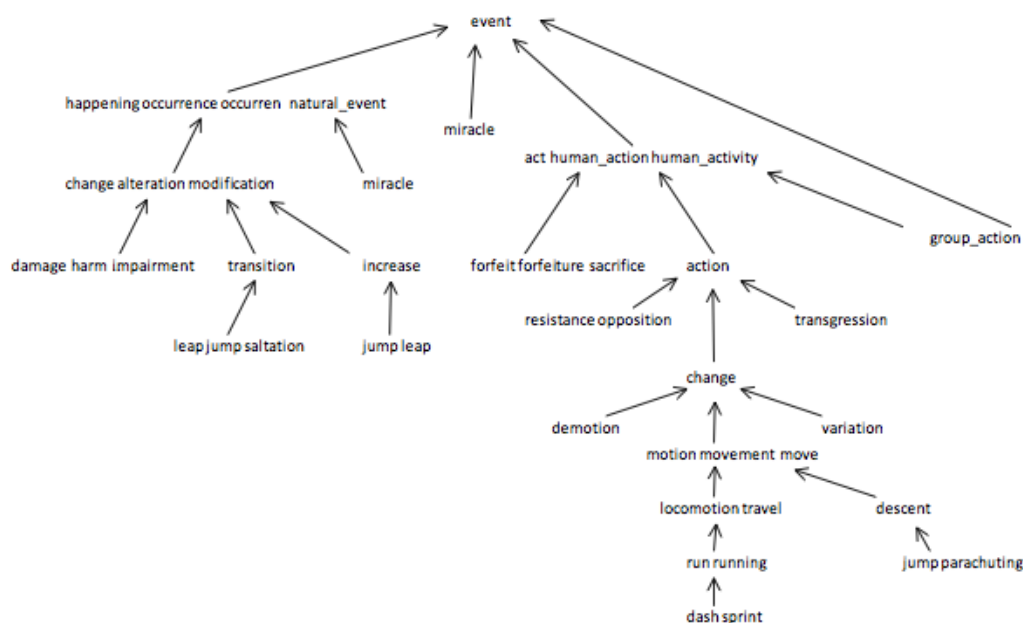 event
happening occurrence occurren natural_event
miracle
act human_action human_activity
change alteration modification
miracle
group_action
damage harm impairment
transition
increase
forfeit forfeiture sacrifice
action
resistance opposition
transgression
leap jump saltation
jump leap
change
demotion
variation
motion movement move
locomotion travel
descent
run running
jump parachuting
dash sprint